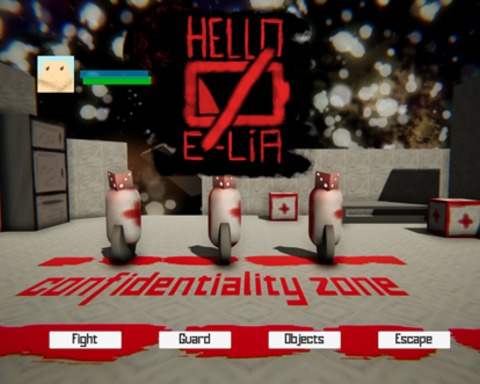 HELLO
E-LiA
confidentiality zone
Fight
Guard
Objects
Escape